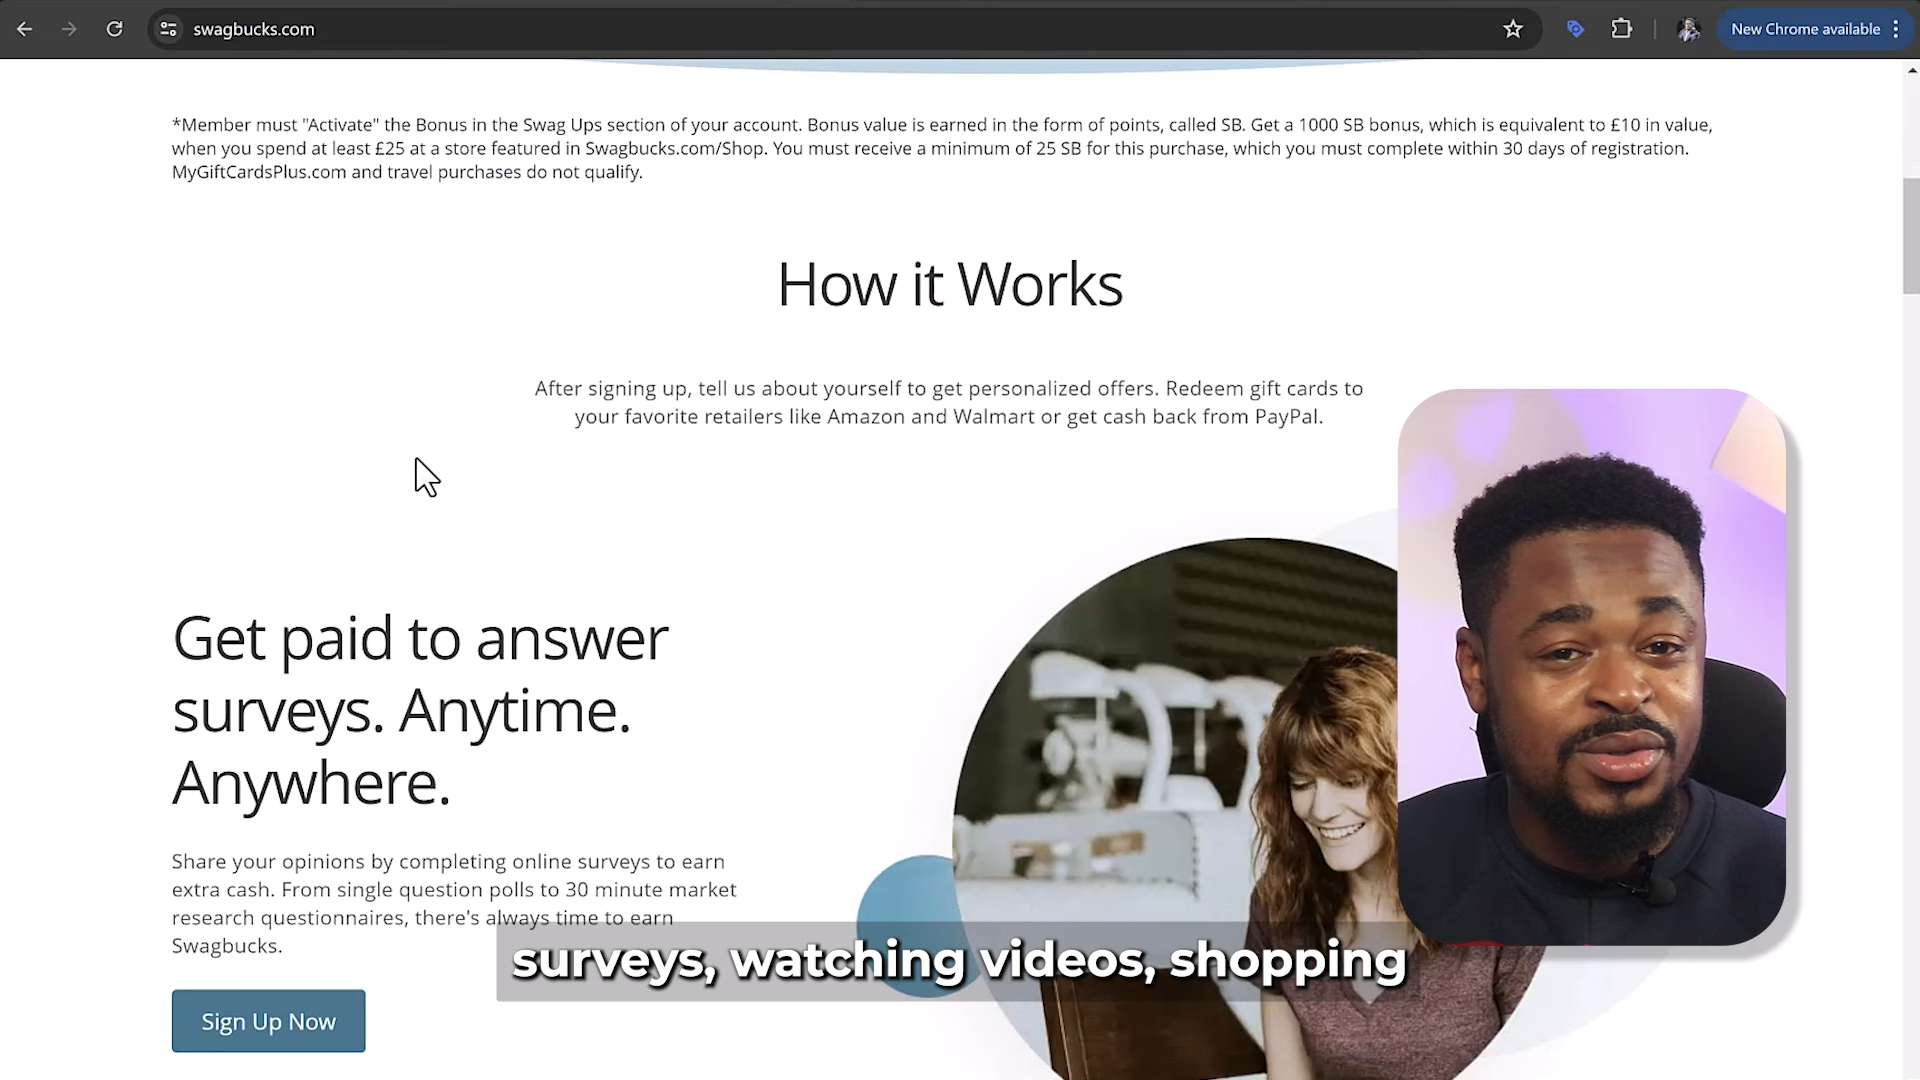 swagbucks.com
New Chrome available
*Member must "Activate" the Bonus in the Swag Ups section of your account. Bonus value is earned in the form of points, called SB. Get a 1000 SB bonus, which is equivalent to £10 in value,
when you spend at least £25 at a store featured in Swagbucks.com/Shop. You must receive a minimum of 25 SB for this purchase, which you must complete within 30 days of registration.
MyGiftCardsPlus.com and travel purchases do not qualify.
How it Works
After signing up, tell us about yourself to get personalized offers. Redeem gift cards to
your favorite retailers like Amazon and Walmart or get cash back from PayPal.
Get paid to answer
surveys. Anytime.
Anywhere.
Share your opinions by completing online surveys to earn
extra cash. From single question polls to 30 minute market
research questionnaires, there's always time to earn
Swagbucks.
surveys, watching videos, shopping
Sign Up Now